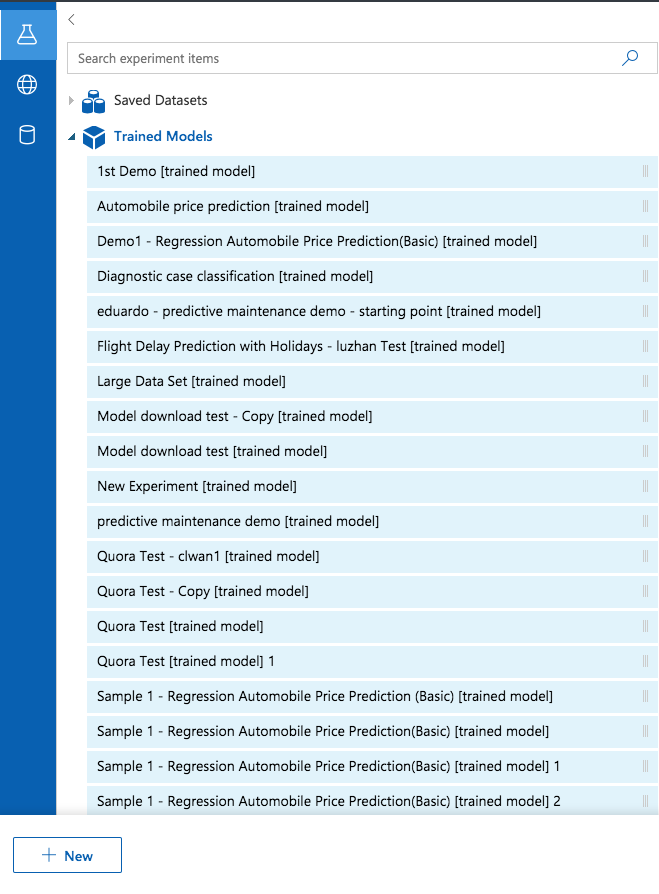 Search experiment items
Saved Datasets
Trained Models
1st Demo [trained model]
Automobile price prediction [trained model]
Demo1 - Regression Automobile Price Prediction(Basic) [trained model]
Diagnostic case classification [trained model]
eduardo - predictive maintenance demo - starting point [trained model]
Flight Delay Prediction with Holidays - luzhan Test [trained model]
Large Data Set [trained model]
Model download test - Copy [trained model]
Model download test [trained model]
New Experiment [trained model]
predictive maintenance demo [trained model]
Quora Test - clwan1 [trained model]
Quora Test - Copy [trained model]
Quora Test [trained model]
Quora Test [trained model] 1
Sample 1 - Regression Automobile Price Prediction (Basic) [trained model]
Sample 1 - Regression Automobile Price Prediction(Basic) [trained model]
Sample 1 - Regression Automobile Price Prediction(Basic) [trained model] 1
Sample 1 - Regression Automobile Price Prediction(Basic) [trained model] 2
New